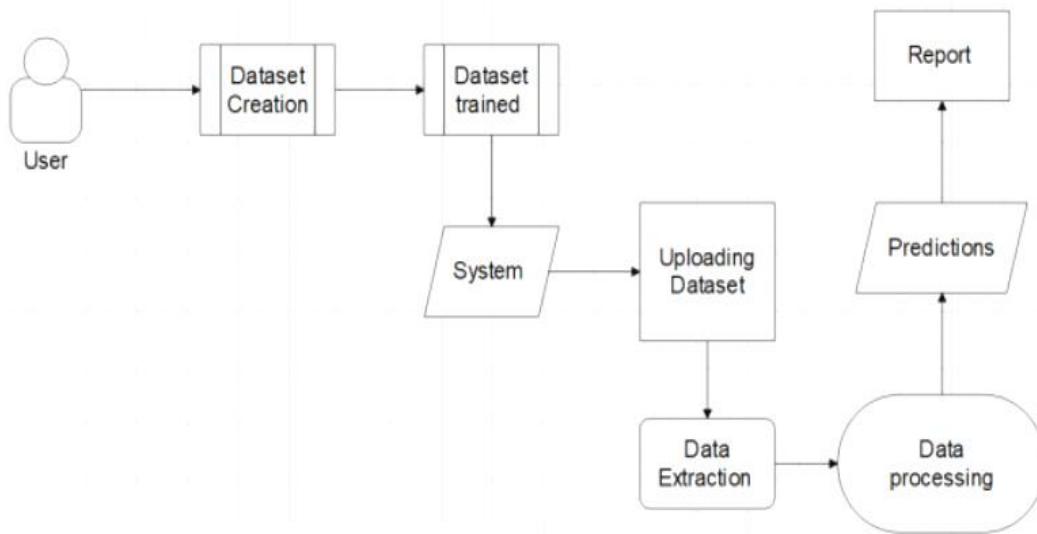 User
Dataset
Creation
Dataset
trained
System
Uploading
Dataset
Data
Extraction
Data
processing
Predictions
Report